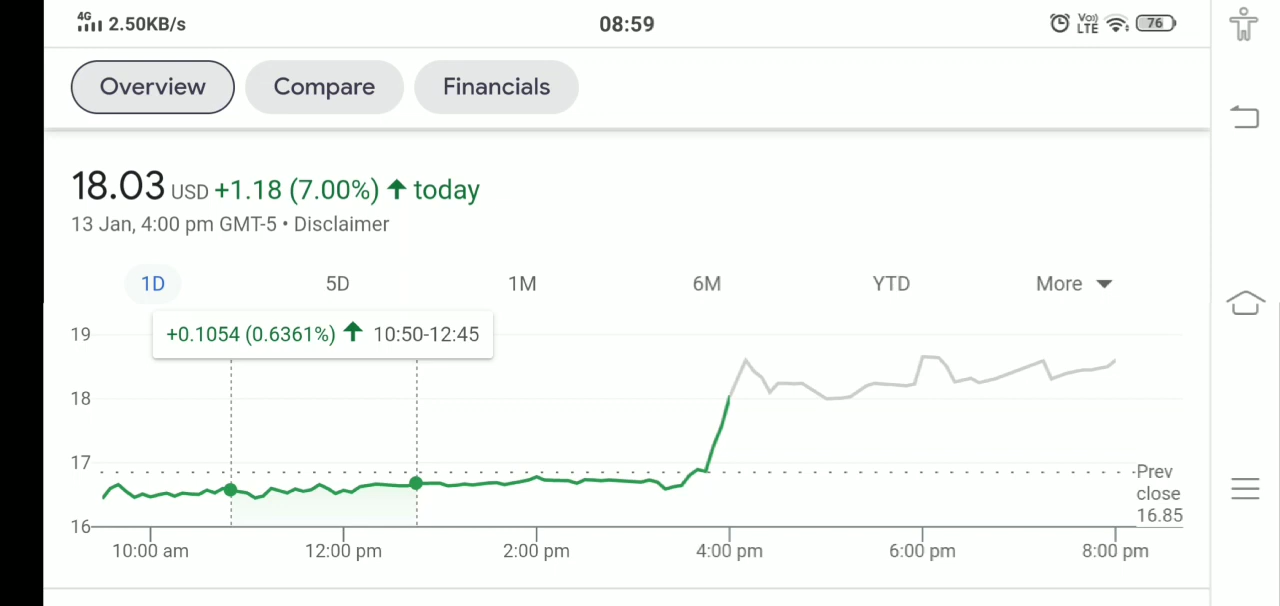 4G 2.50KB/s 08:59 Vo)) LTE 76
Overview Compare Financials
18.03 USD +1.18 (7.00%) ↑ today
13 Jan, 4:00 pm GMT-5 • Disclaimer
1D 5D 1M 6M YTD More
+0.1054 (0.6361%) ↑ 10:50-12:45
19
18
17
16
Prev
close
16.85
10:00 am 12:00 pm 2:00 pm 4:00 pm 6:00 pm 8:00 pm